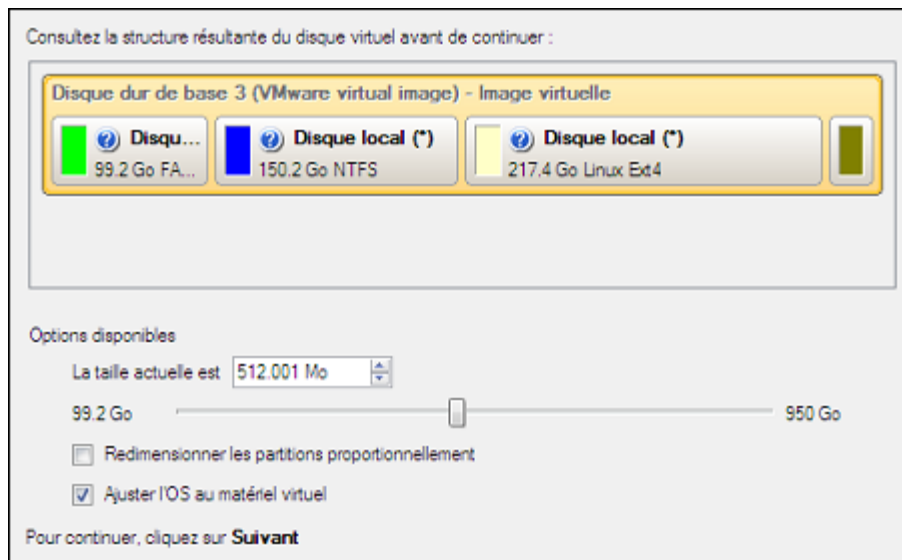 Consultez la structure résultante du disque virtuel avant de continuer :
Disque dur de base 3 (VMware virtual image) - Image virtuelle
Disqu...
99.2 Go FA...
Disque local (*)
150.2 Go NTFS
Disque local (*)
217.4 Go Linux Ext4
Options disponibles
La taille actuelle est 512.001 Mo
99.2 Go
950 Go
Redimensionner les partitions proportionnellement
Ajuster l'OS au matériel virtuel
Pour continuer, cliquez sur Suivant